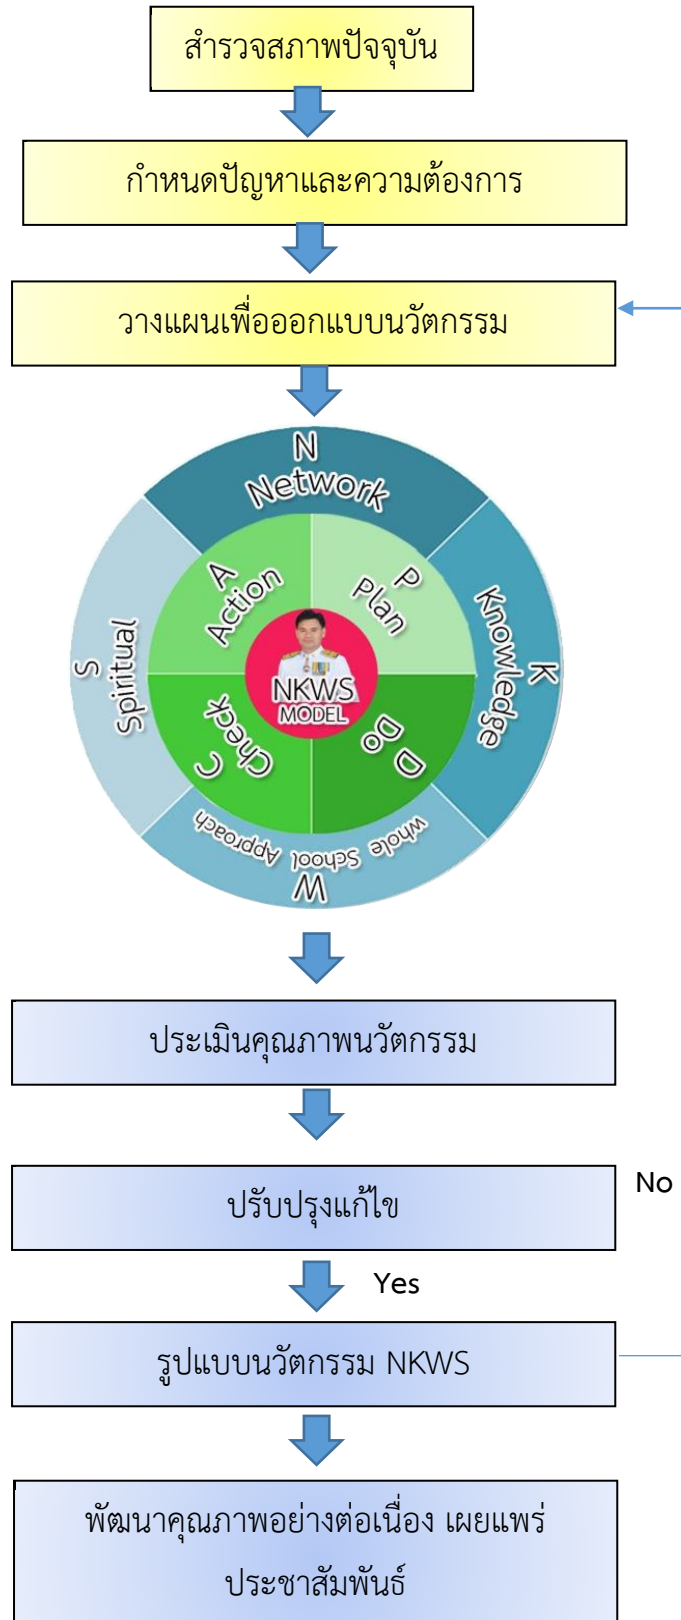 สำรวจสภาพปัจจุบัน
กำหนดปัญหาและความต้องการ
วางแผนเพื่อออกแบบนวัตกรรม
N
Network
A
Action
P
Plan
K
Knowledge
S
Spiritual
NKWS
MODEL
C
Check
D
Do
whole School Approach
W
ประเมินคุณภาพนวัตกรรม
ปรับปรุงแก้ไข
No
Yes
รูปแบบนวัตกรรม NKWS
พัฒนาคุณภาพอย่างต่อเนื่อง เผยแพร่
ประชาสัมพันธ์